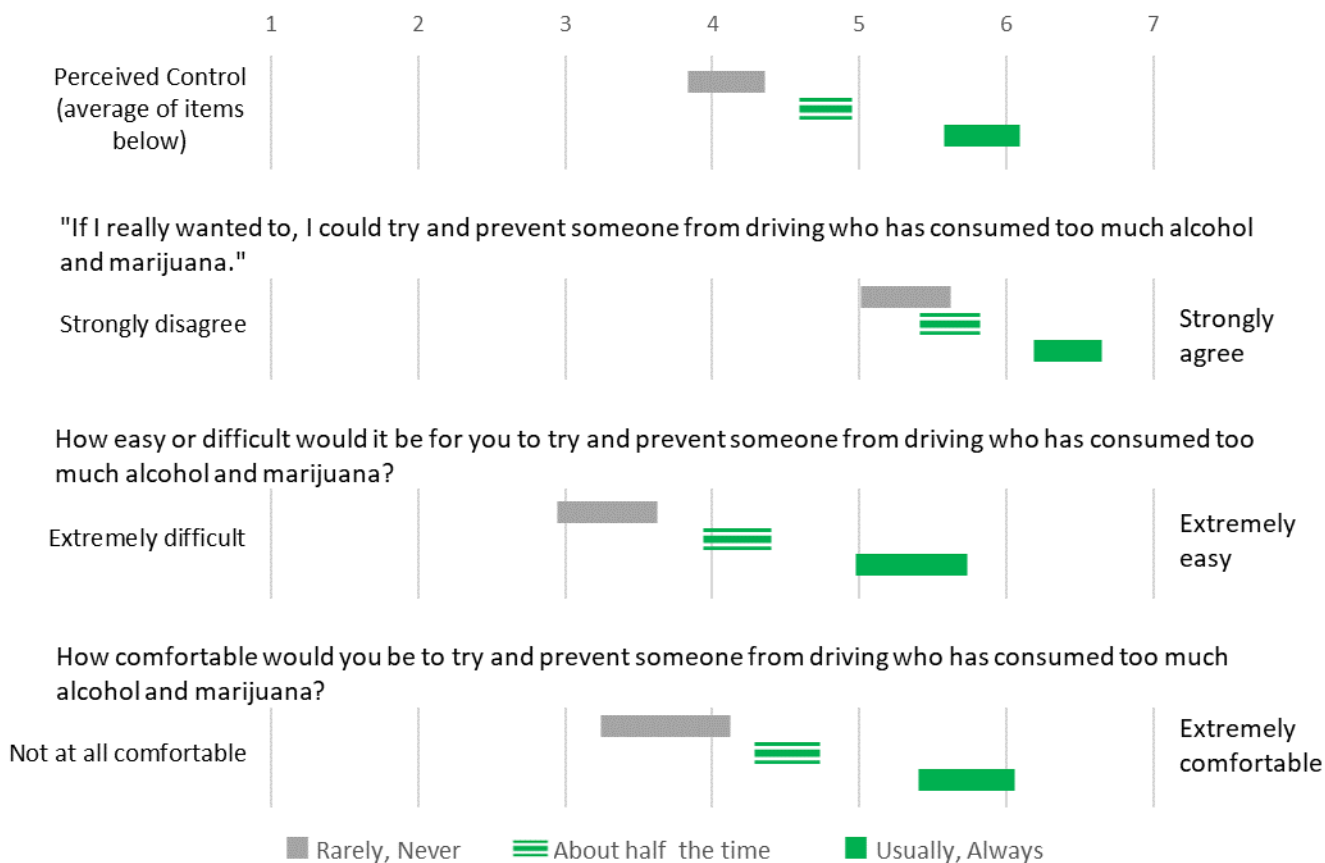 1 2 3 4 5 6 7
Perceived Control
(average of items
below)
"If I really wanted to, I could try and prevent someone from driving who has consumed too much alcohol
and marijuana."
Strongly disagree
Strongly
agree
How easy or difficult would it be for you to try and prevent someone from driving who has consumed too
much alcohol and marijuana?
Extremely difficult
Extremely
easy
How comfortable would you be to try and prevent someone from driving who has consumed too much
alcohol and marijuana?
Not at all comfortable
Extremely
comfortable
Rarely, Never About half the time Usually, Always